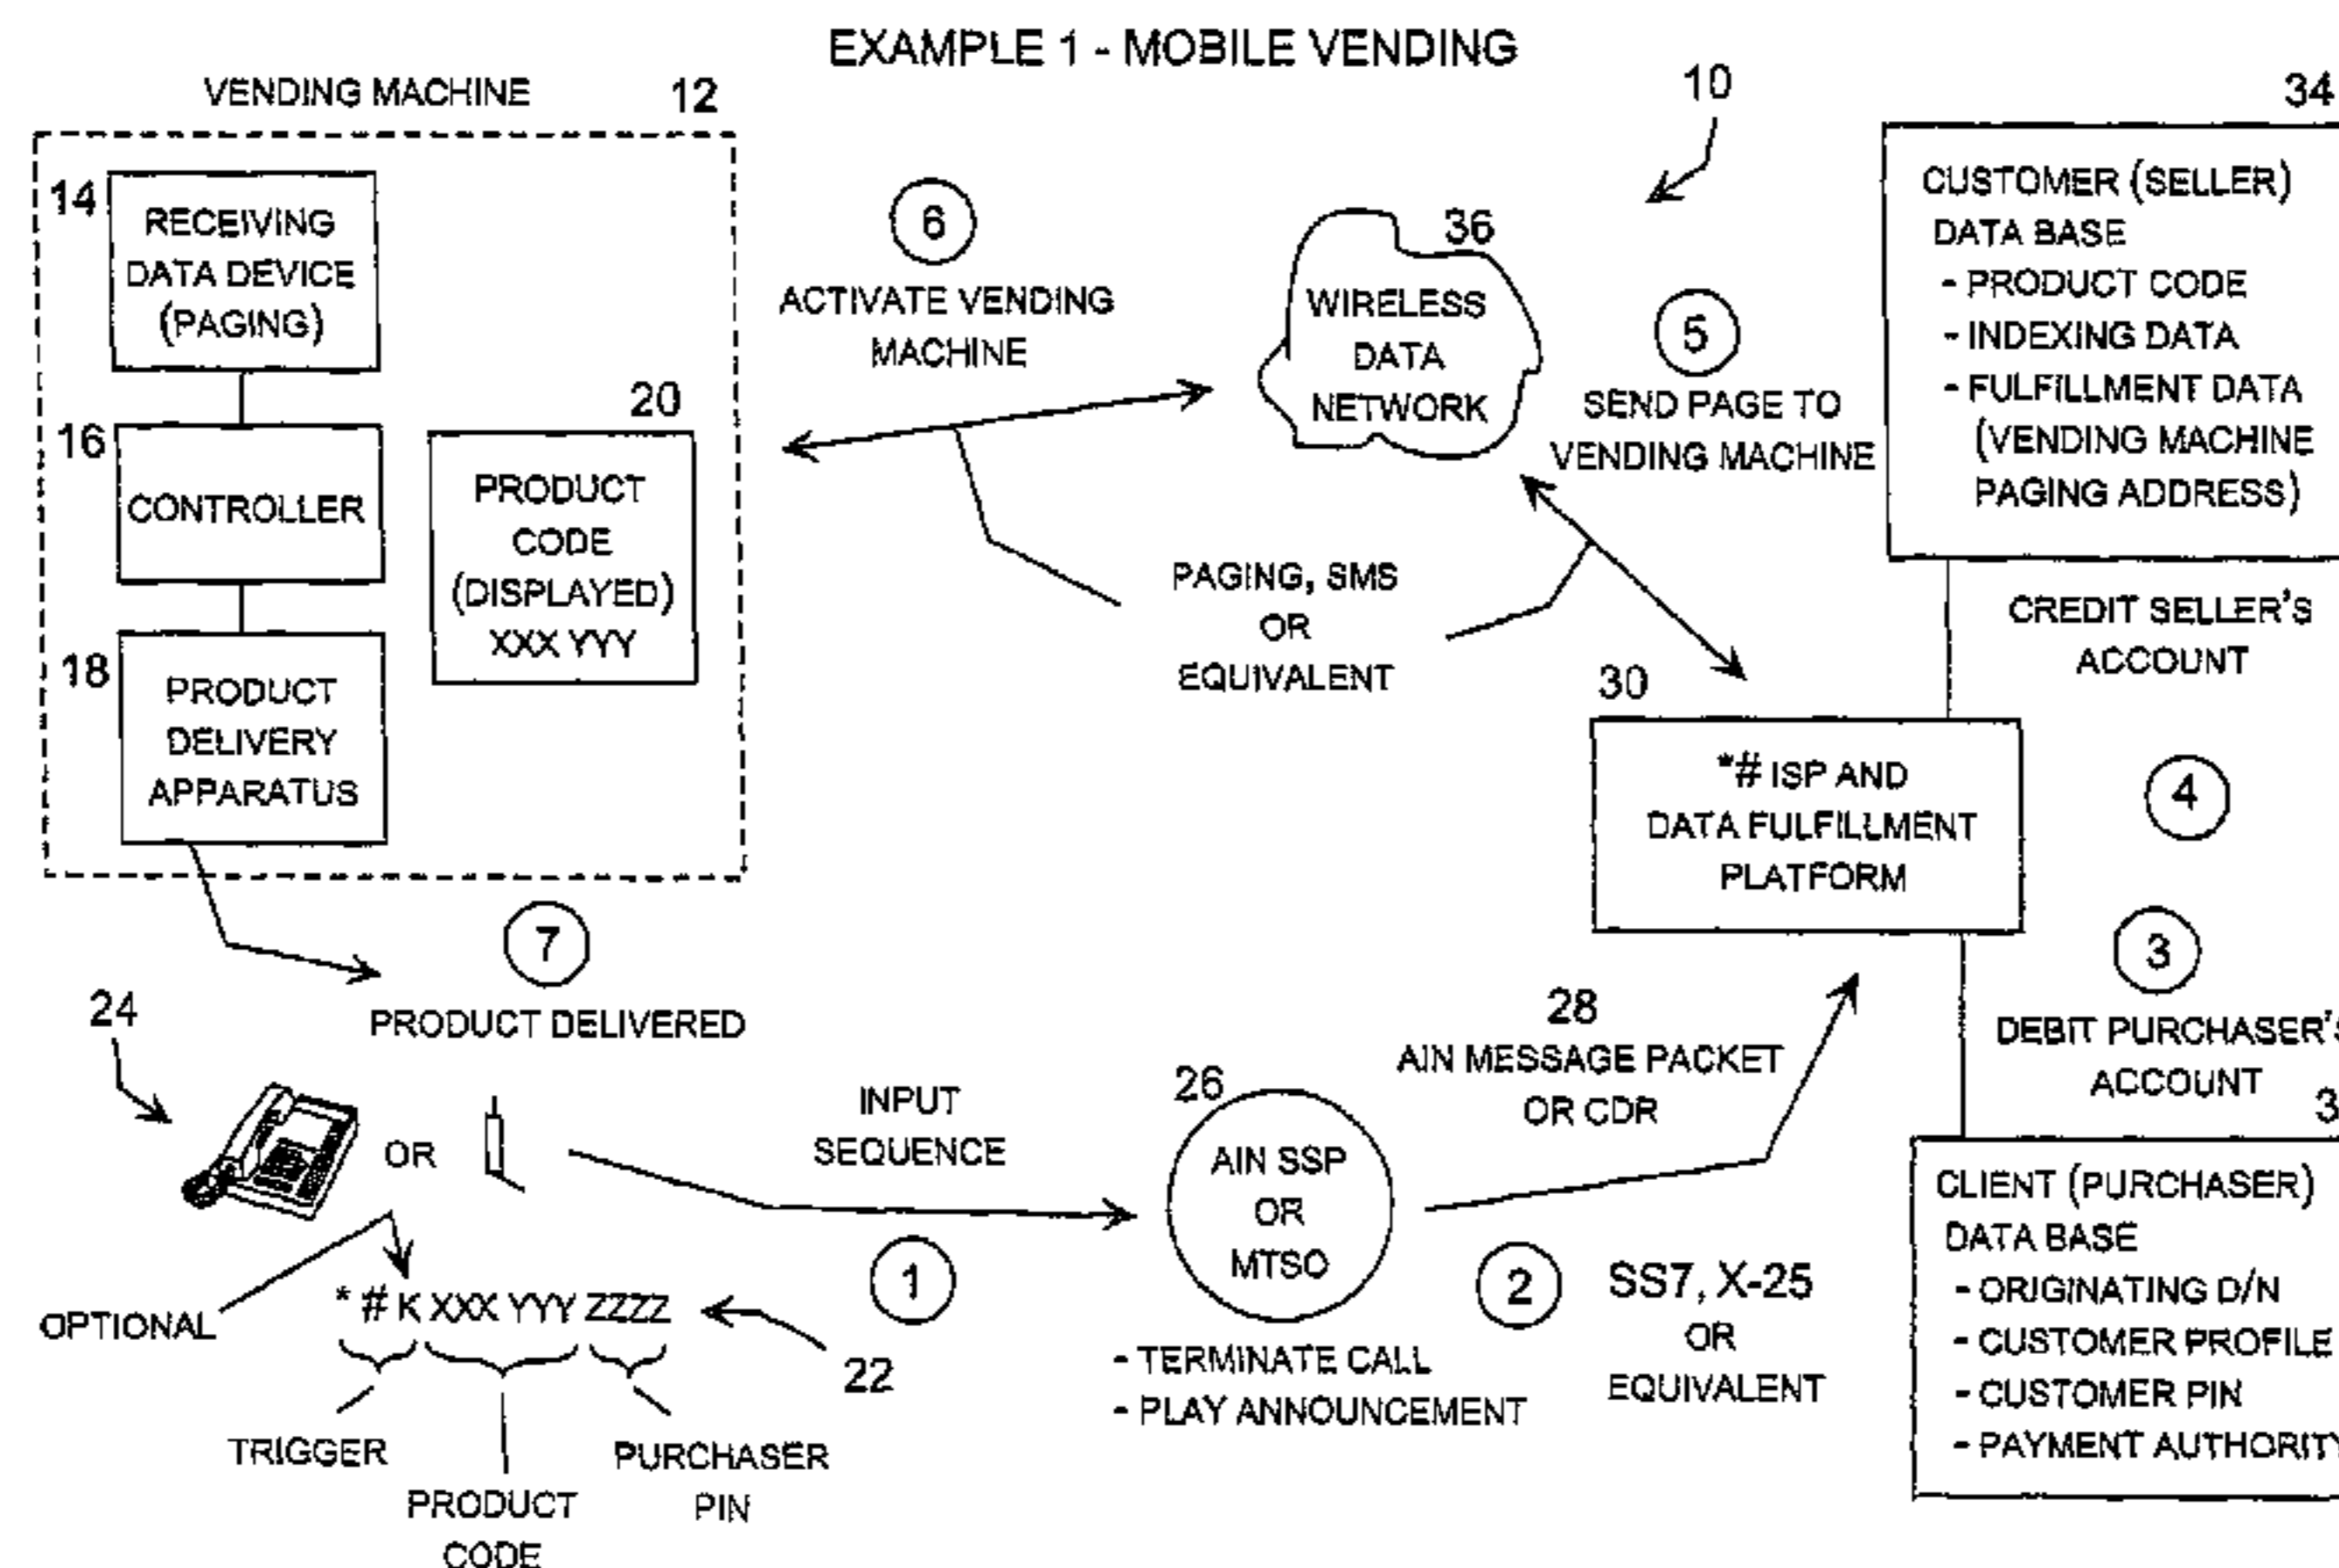 EXAMPLE 1 - MOBILE VENDING
VENDING MACHINE
12
14
RECEIVING
DATA DEVICE
(PAGING)
16
CONTROLLER
18
PRODUCT
DELIVERY
APPARATUS
20
PRODUCT
CODE
(DISPLAYED)
XXX YYY
6
ACTIVATE VENDING
MACHINE
36
WIRELESS
DATA
NETWORK
10
5
SEND PAGE TO
VENDING MACHINE
PAGING, SMS
OR
EQUIVALENT
34
CUSTOMER (SELLER)
DATA BASE
- PRODUCT CODE
- INDEXING DATA
- FULFILLMENT DATA
(VENDING MACHINE
PAGING ADDRESS)
CREDIT SELLER'S
ACCOUNT
4
30
*# ISP AND
DATA FULFILLMENT
PLATFORM
3
DEBIT PURCHASER'S
ACCOUNT
CLIENT (PURCHASER)
DATA BASE
- ORIGINATING D/N
- CUSTOMER PROFILE
- CUSTOMER PIN
- PAYMENT AUTHORITY
7
PRODUCT DELIVERED
24
OR
OPTIONAL
*#K XXX YYY ZZZZ
22
TRIGGER
PRODUCT
CODE
PURCHASER
PIN
INPUT
SEQUENCE
1
26
AIN SSP
OR
MTSO
- TERMINATE CALL
- PLAY ANNOUNCEMENT
28
AIN MESSAGE PACKET
OR CDR
2
SS7, X-25
OR
EQUIVALENT